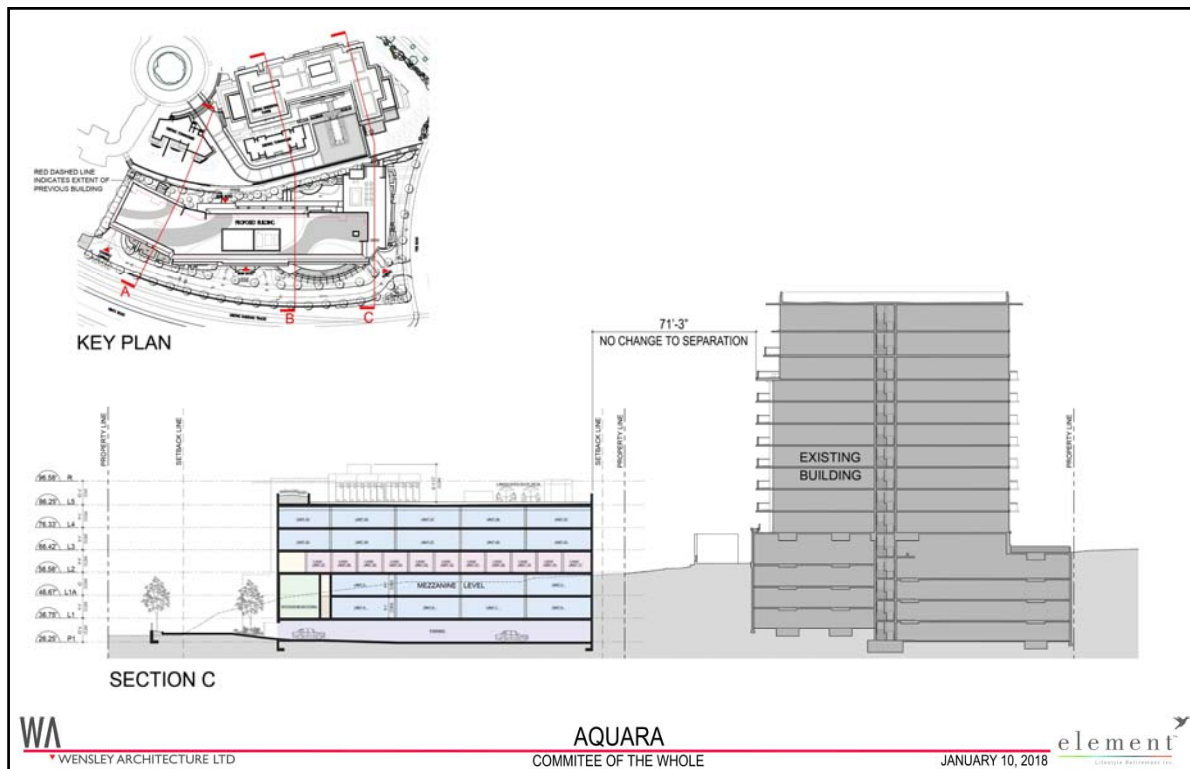 RED DASHED LINE
INDICATES EXTENT OF
PREVIOUS BUILDING
PROPOSED BUILDING
A
B
C
KEY PLAN
71'-3"
NO CHANGE TO SEPARATION
PROPERTY LINE
SETBACK LINE
SETBACK LINE
PROPERTY LINE
PROPERTY LINE
EXISTING
BUILDING
96.58' R
86.25' L5
76.33' L4
66.42' L3
56.58' L2
46.67' L1A
36.75' L1
26.25' P1
MEZZANINE LEVEL
PARKING
SECTION C
WA
WENSLEY ARCHITECTURE LTD
AQUARA
COMMITEE OF THE WHOLE
JANUARY 10, 2018
element
Lifestyle Retirement Inc.